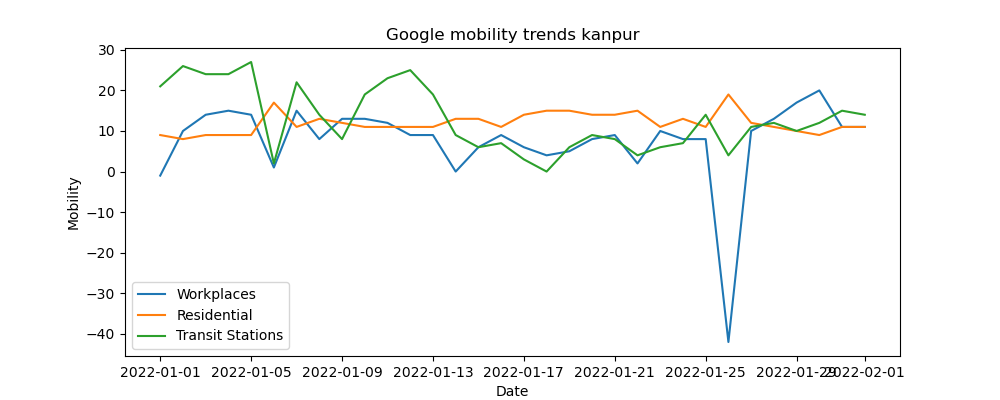 Google mobility trends kanpur
30
20
10
0
−10
−20
−30
−40
Mobility
Workplaces
Residential
Transit Stations
2022-01-01 2022-01-05 2022-01-09 2022-01-13 2022-01-17 2022-01-21 2022-01-25 2022-01-29 2022-02-01
Date